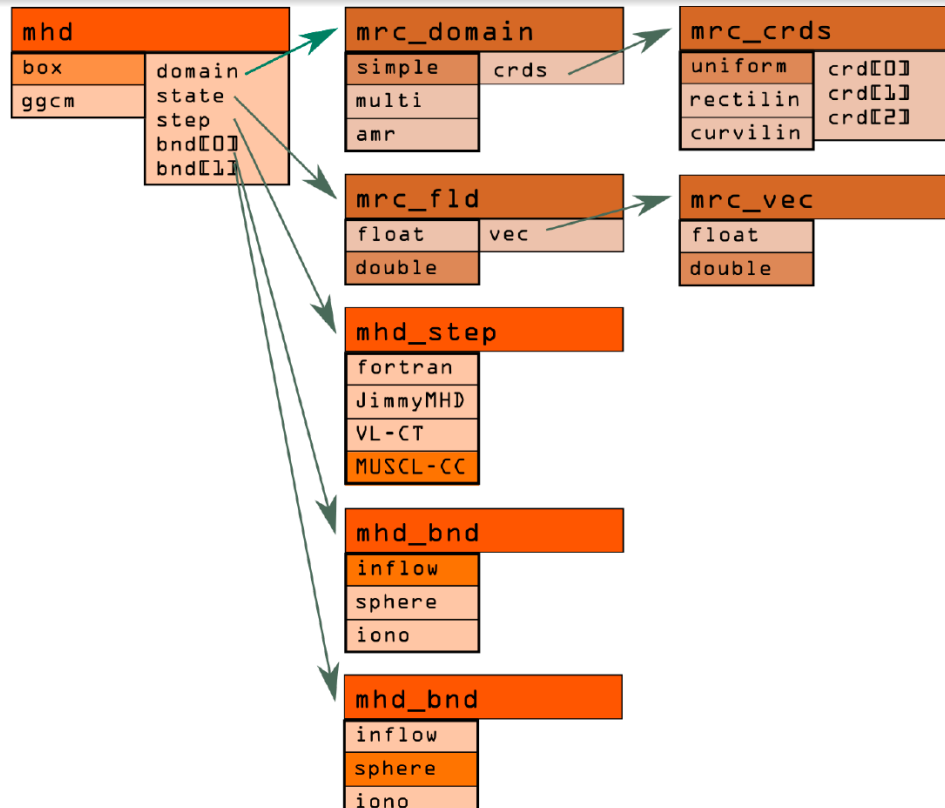 mhd
box
ggcm
domain
state
step
bnd[0]
bnd[1]
mrc_domain
simple
multi
amr
crds
mrc_crds
uniform
rectilin
curvilin
crd[0]
crd[1]
crd[2]
mrc_fld
float
double
vec
mrc_vec
float
double
mhd_step
fortran
JimmyMHD
VL-CT
MUSCL-CC
mhd_bnd
inflow
sphere
iono
mhd_bnd
inflow
sphere
iono